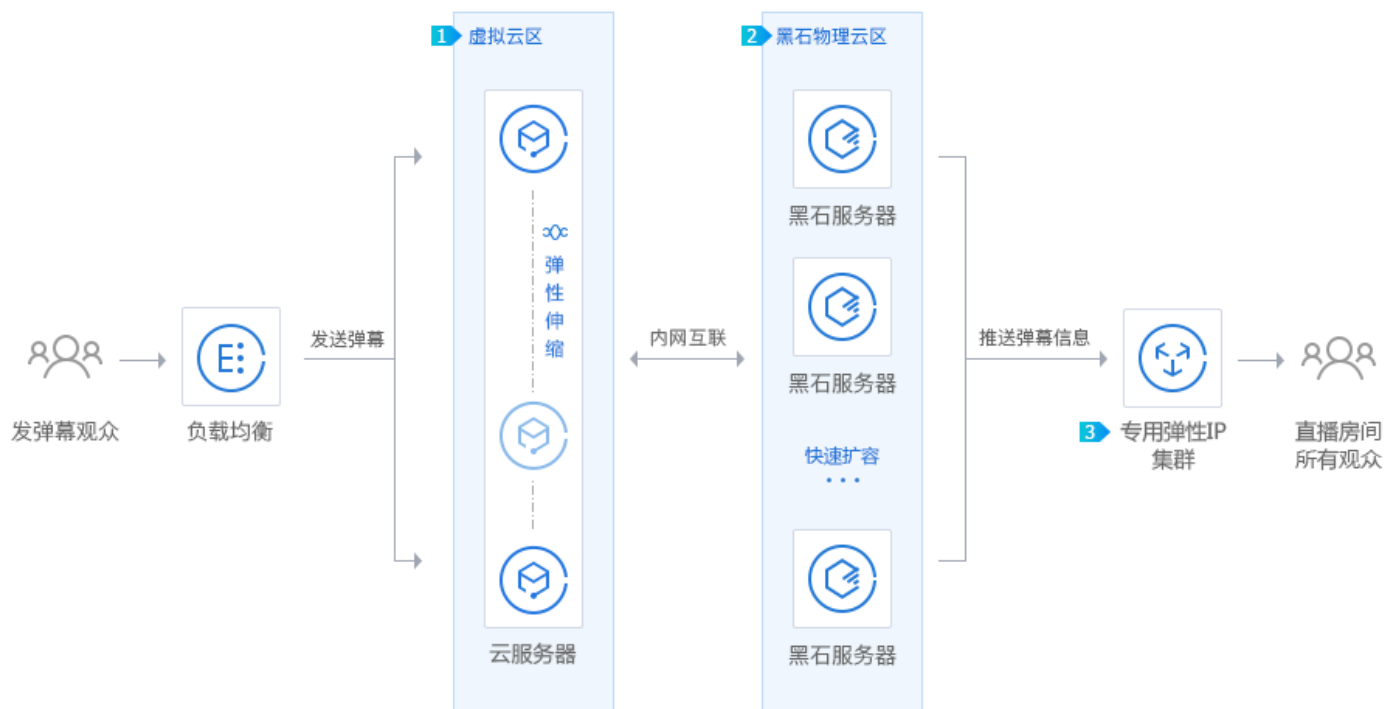 1 虚拟云区
2 黑石物理云区
发弹幕观众
负载均衡
发送弹幕
弹性伸缩
云服务器
内网互联
黑石服务器
黑石服务器
快速扩容
黑石服务器
推送弹幕信息
3 专用弹性IP
集群
直播房间
所有观众